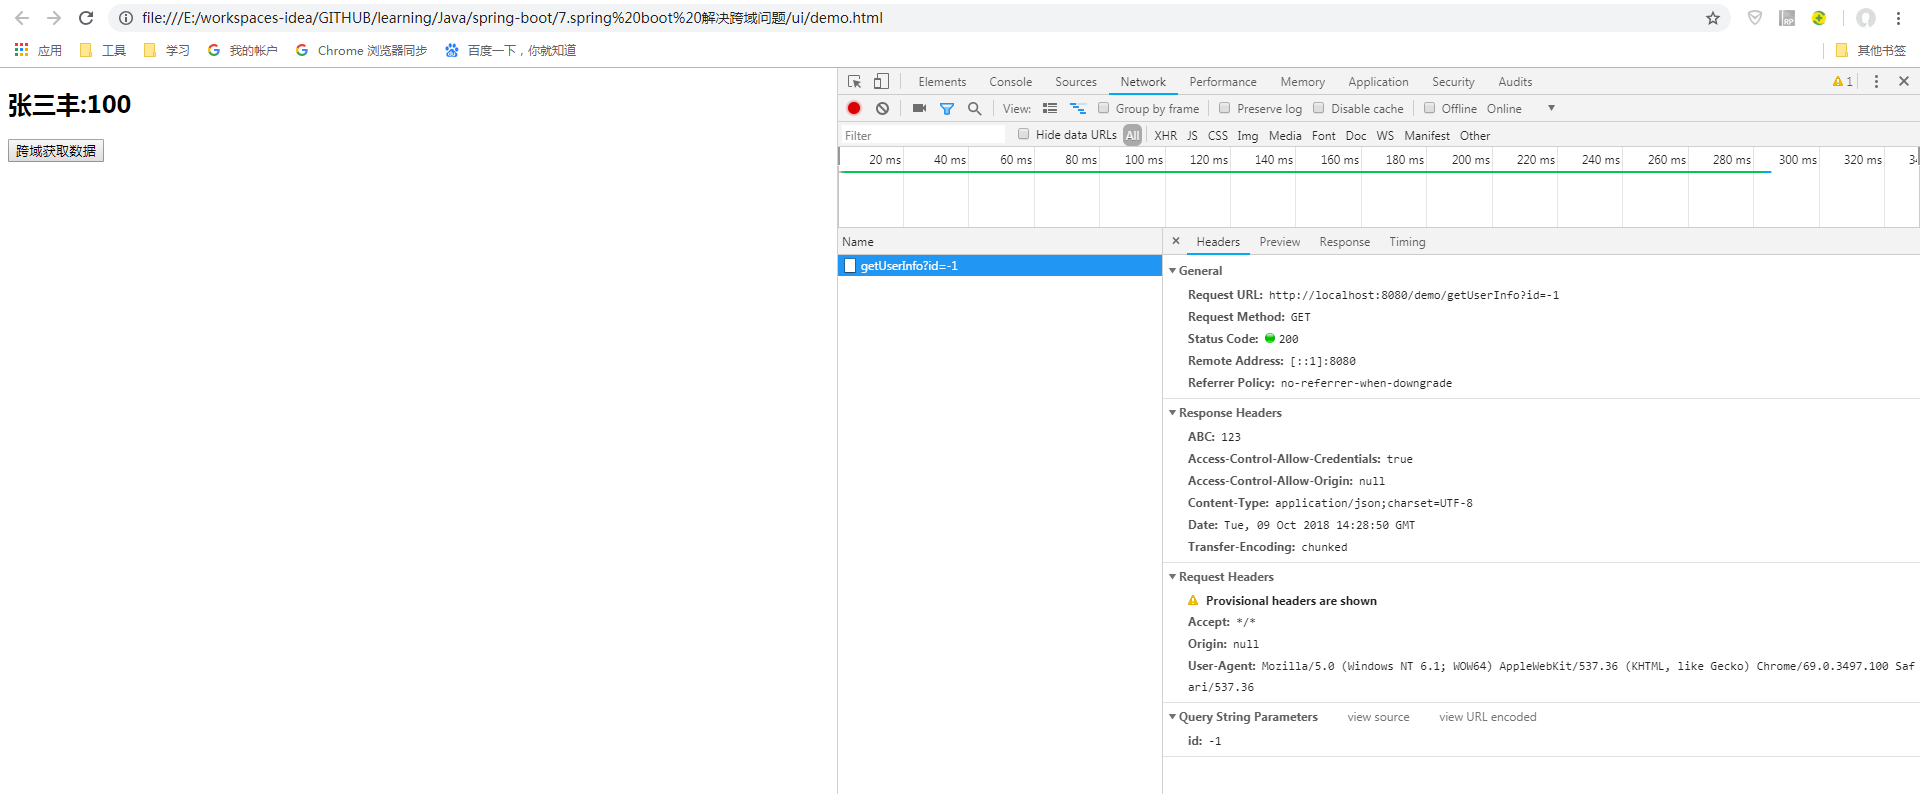 file:///E:/workspaces-idea/GITHUB/learning/Java/spring-boot/7.spring%20boot%20解决跨域问题/ui/demo.html
应用 工具 学习 我的帐户 Chrome 浏览器同步 百度一下，你就知道 其他书签
张三丰:100
跨域获取数据
Elements Console Sources Network Performance Memory Application Security Audits 1
View: Group by frame Preserve log Disable cache Offline Online
Filter Hide data URLs All XHR JS CSS Img Media Font Doc WS Manifest Other
20 ms 40 ms 60 ms 80 ms 100 ms 120 ms 140 ms 160 ms 180 ms 200 ms 220 ms 240 ms 260 ms 280 ms 300 ms 320 ms
Name
getUserInfo?id=-1
Headers Preview Response Timing
General
Request URL: http://localhost:8080/demo/getUserInfo?id=-1
Request Method: GET
Status Code: 200
Remote Address: [::1]:8080
Referrer Policy: no-referrer-when-downgrade
Response Headers
ABC: 123
Access-Control-Allow-Credentials: true
Access-Control-Allow-Origin: null
Content-Type: application/json;charset=UTF-8
Date: Tue, 09 Oct 2018 14:28:50 GMT
Transfer-Encoding: chunked
Request Headers
Provisional headers are shown
Accept: */*
Origin: null
User-Agent: Mozilla/5.0 (Windows NT 6.1; WOW64) AppleWebKit/537.36 (KHTML, like Gecko) Chrome/69.0.3497.100 Saf
ari/537.36
Query String Parameters view source view URL encoded
id: -1